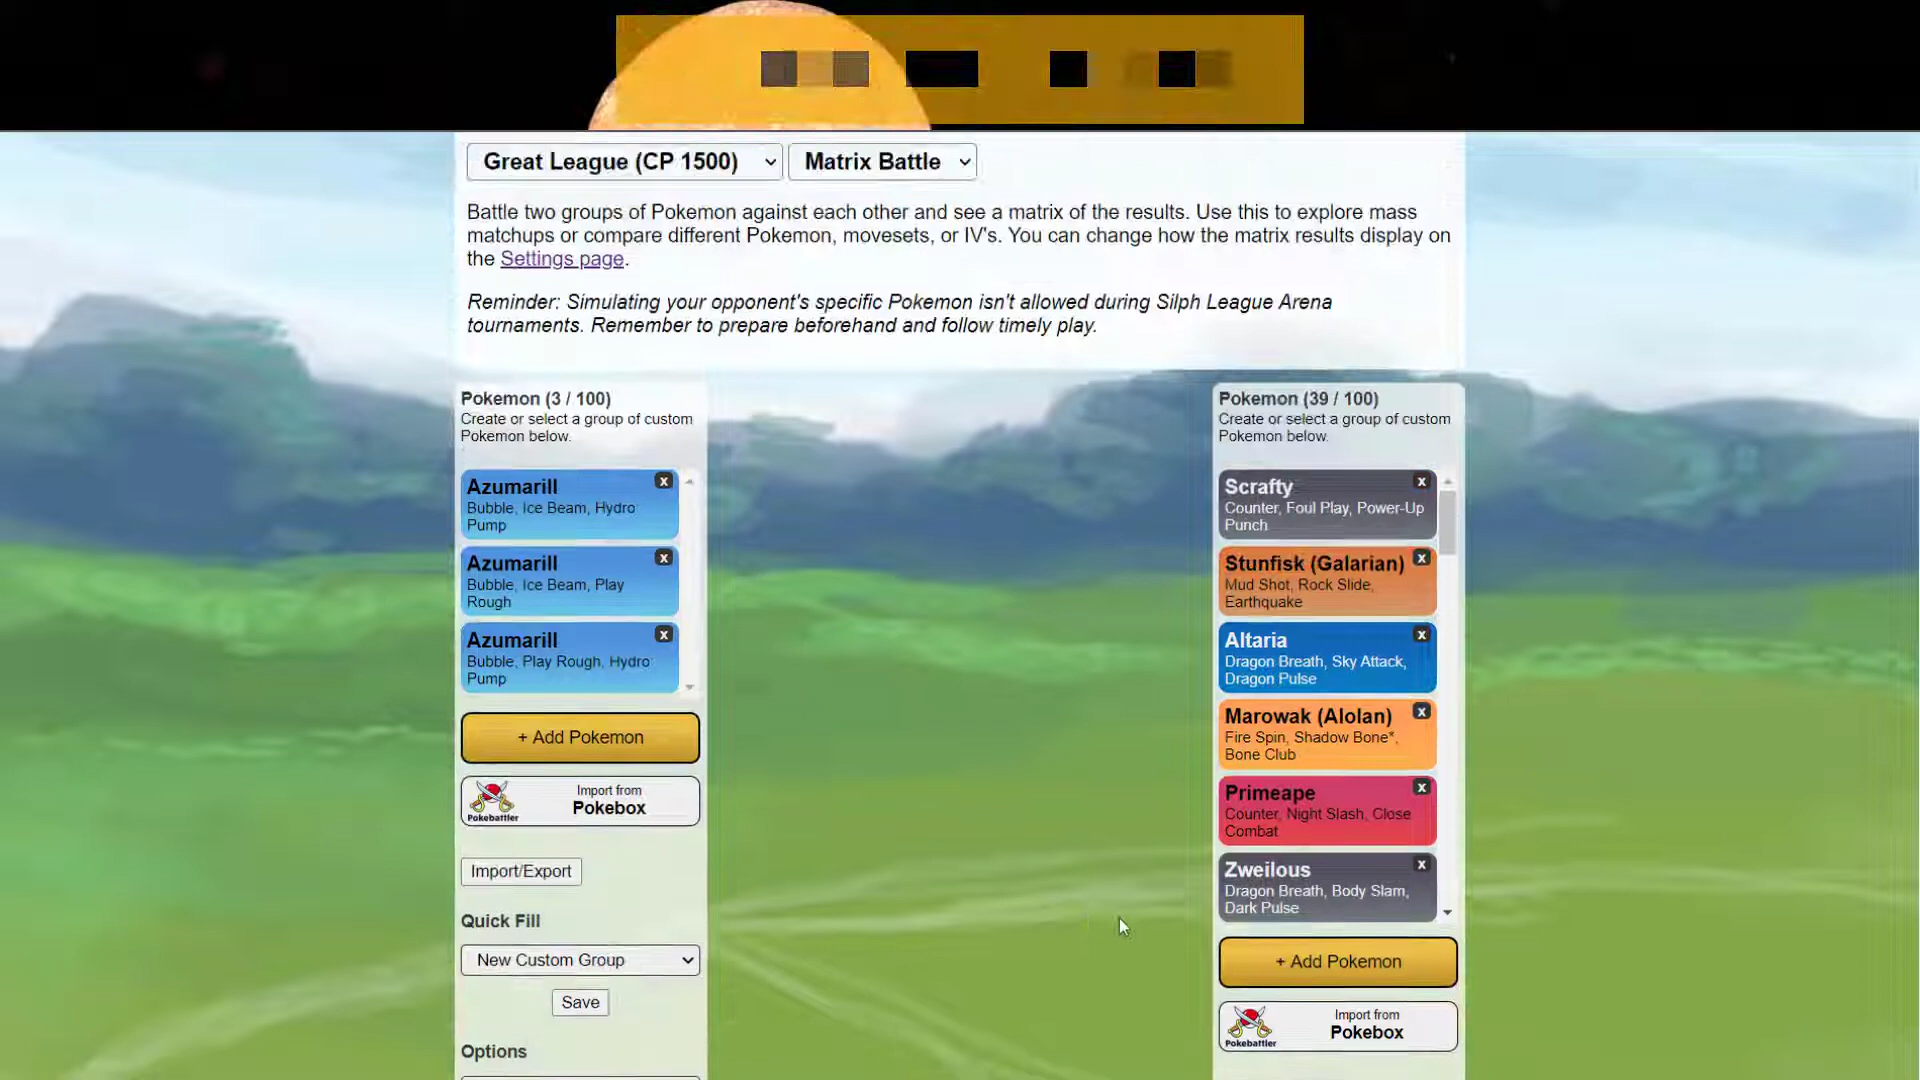 Great League (CP 1500)
Matrix Battle
Battle two groups of Pokemon against each other and see a matrix of the results. Use this to explore mass
matchups or compare different Pokemon, movesets, or IV's. You can change how the matrix results display on
the Settings page.
Reminder: Simulating your opponent's specific Pokemon isn't allowed during Silph League Arena
tournaments. Remember to prepare beforehand and follow timely play.
Pokemon (3 / 100)
Create or select a group of custom
Pokemon below.
Azumarill
x
Bubble, Ice Beam, Hydro
Pump
Azumarill
x
Bubble, Ice Beam, Play
Rough
Azumarill
x
Bubble, Play Rough, Hydro
Pump
+ Add Pokemon
Pokebattler
Import from
Pokebox
Import/Export
Quick Fill
New Custom Group
Save
Options
Pokemon (39 / 100)
Create or select a group of custom
Pokemon below.
Scrafty
x
Counter, Foul Play, Power-Up
Punch
Stunfisk (Galarian)
x
Mud Shot, Rock Slide,
Earthquake
Altaria
x
Dragon Breath, Sky Attack,
Dragon Pulse
Marowak (Alolan)
x
Fire Spin, Shadow Bone*,
Bone Club
Primeape
x
Counter, Night Slash, Close
Combat
Zweilous
x
Dragon Breath, Body Slam,
Dark Pulse
+ Add Pokemon
Pokebattler
Import from
Pokebox